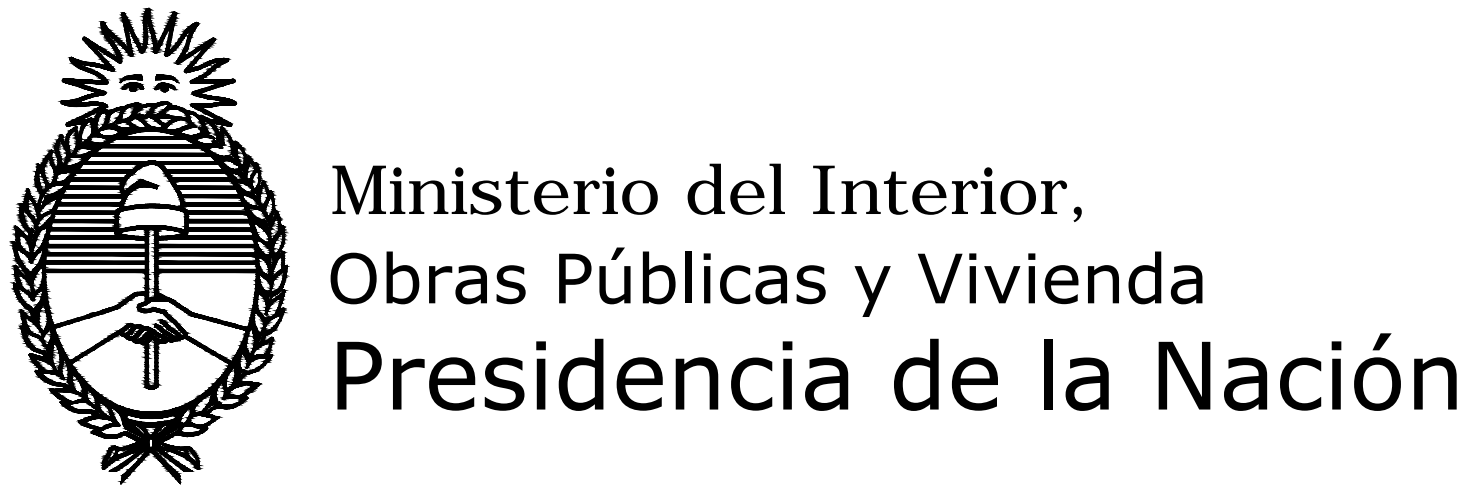 Ministerio del Interior,
Obras Públicas y Vivienda
Presidencia de la Nación